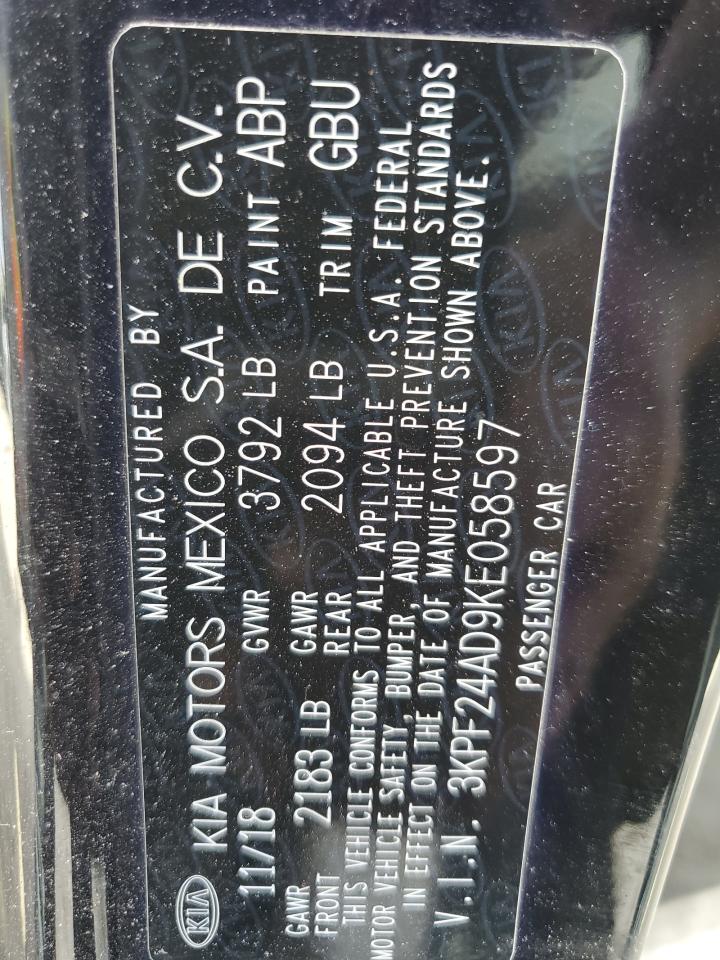 MANUFACTURED BY
KIA KIA MOTORS MEXICO S.A. DE C.V.
11/18 GVWR 3792 LB PAINT ABP
GAWR FRONT 2183 LB GAWR REAR 2094 LB TRIM GBU
THIS VEHICLE CONFORMS TO ALL APPLICABLE U.S.A. FEDERAL
MOTOR VEHICLE SAFETY, BUMPER, AND THEFT PREVENTION STANDARDS
IN EFFECT ON THE DATE OF MANUFACTURE SHOWN ABOVE.
V.I.N. 3KPF24AD9KE058597
PASSENGER CAR